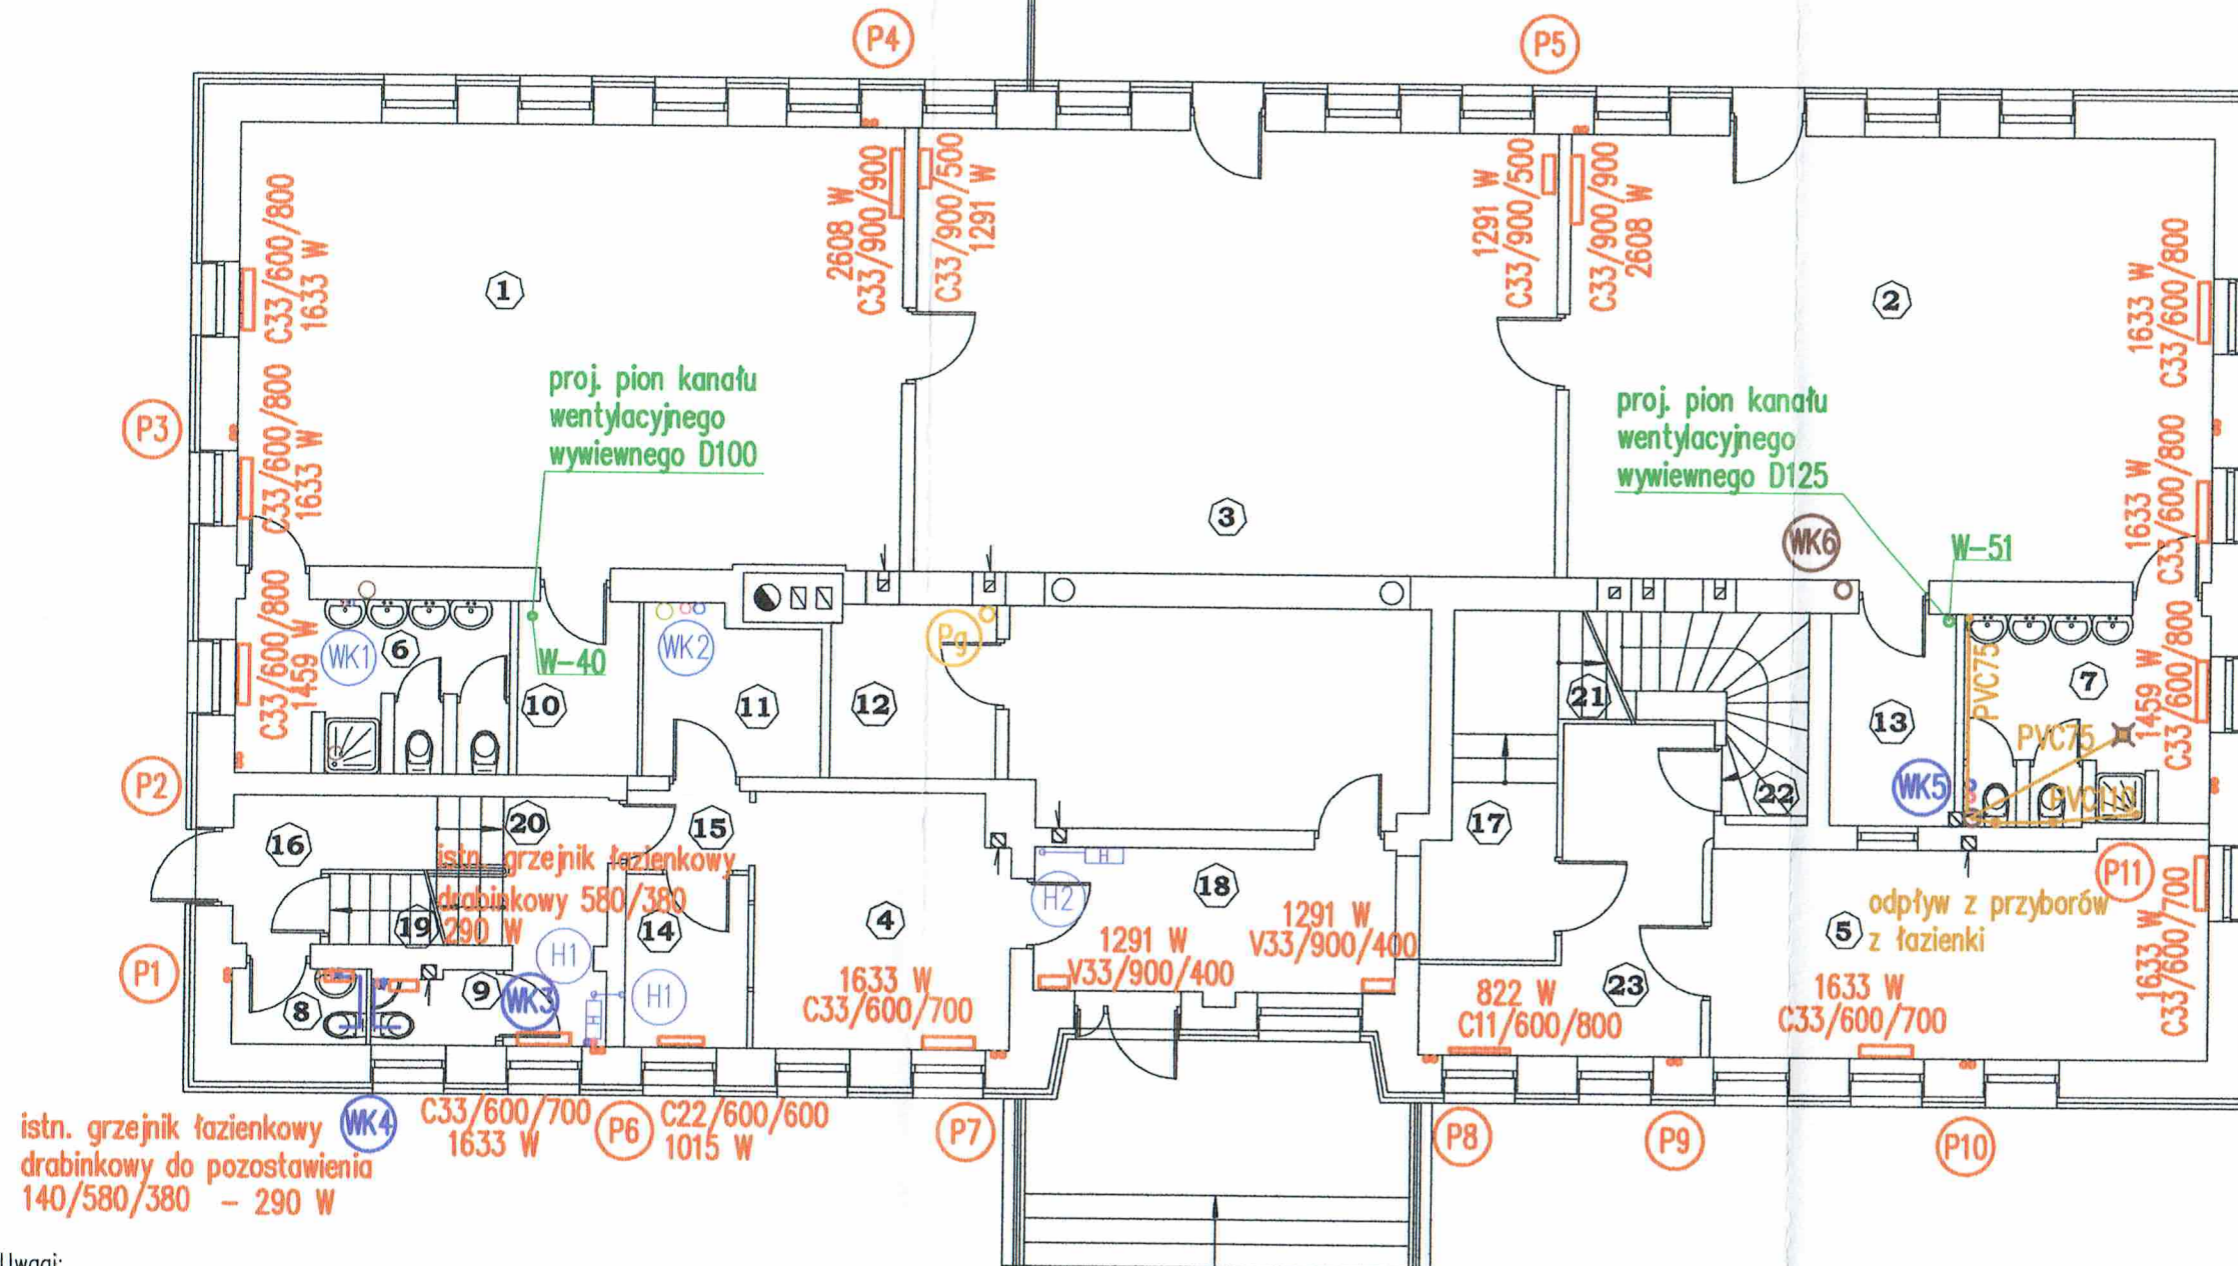 P4
P5
C33/600/800
1633 W
2608 W
C33/900/900
C33/900/500
1291 W
1291 W
C33/900/500
C33/900/900
2608 W
1633 W
C33/600/800
1
2
3
P3
C33/600/800
1633 W
proj. pion kanału
wentylacyjnego
wywiewnego D100
proj. pion kanału
wentylacyjnego
wywiewnego D125
1633 W
C33/600/800
WK6
W-51
W-40
C33/600/800
1459 W
WK1
6
10
WK2
11
12
Pg
21
22
13
WK5
PVC75
PVC75
PVC110
7
1459 W
C33/600/800
P2
16
20
15
17
istn. grzejnik łazienkowy
drabinkowy 580/380
290 W
19
14
4
H1
H1
H2
18
1291 W
V33/900/400
1291 W
V33/900/400
P11
odpływ z przyborów
z łazienki
5
1633 W
C33/600/700
P1
8
9
WK3
1633 W
C33/600/700
822 W
C11/600/800
23
1633 W
C33/600/700
H
H
istn. grzejnik łazienkowy
drabinkowy do pozostawienia
140/580/380 - 290 W
WK4
C33/600/700
1633 W
P6
C22/600/600
1015 W
P7
P8
P9
P10
Uwagi: